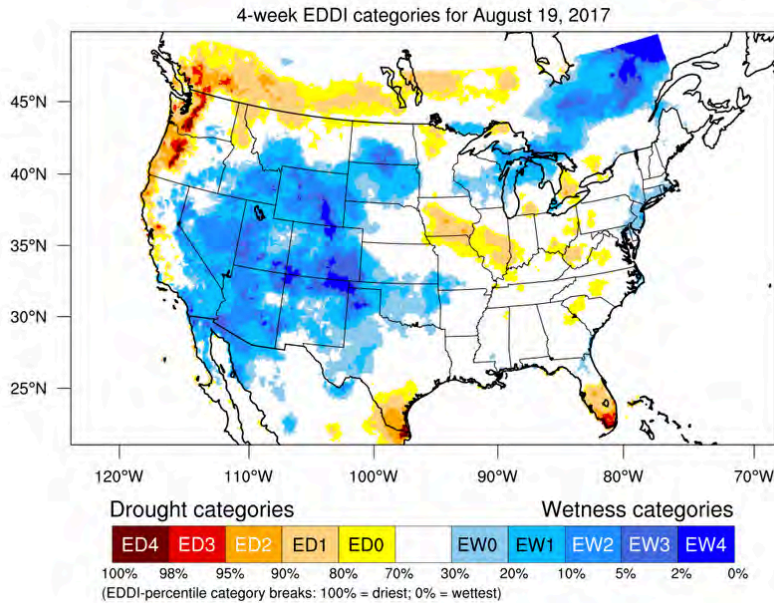 4-week EDDI categories for August 19, 2017
45°N
40°N
35°N
30°N
25°N
120°W 110°W 100°W 90°W 80°W 70°W
Drought categories Wetness categories
ED4 ED3 ED2 ED1 ED0 EW0 EW1 EW2 EW3 EW4
100% 98% 95% 90% 80% 70% 30% 20% 10% 5% 2% 0%
(EDDI-percentile category breaks: 100% = driest; 0% = wettest)